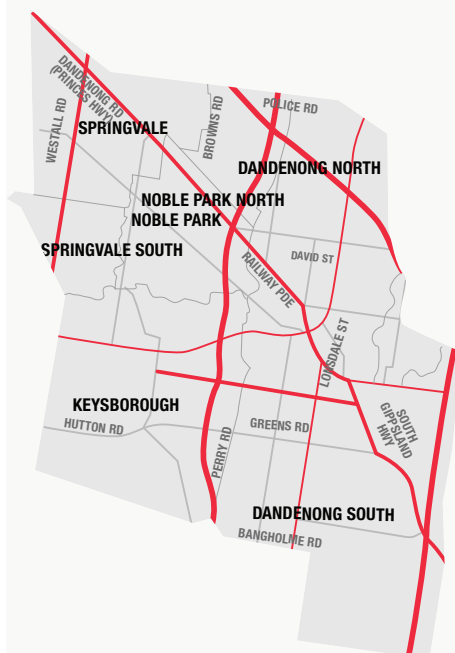 DANDENONG RD
(PRINCES HWY)
WESTALL RD
SPRINGVALE
BROWNS RD
POLICE RD
DANDENONG NORTH
NOBLE PARK NORTH
NOBLE PARK
SPRINGVALE SOUTH
RAILWAY PDE
DAVID ST
LONSDALE ST
KEYSBOROUGH
HUTTON RD
PERRY RD
GREENS RD
SOUTH
GIPPSLAND
HWY
DANDENONG SOUTH
BANGHOLME RD